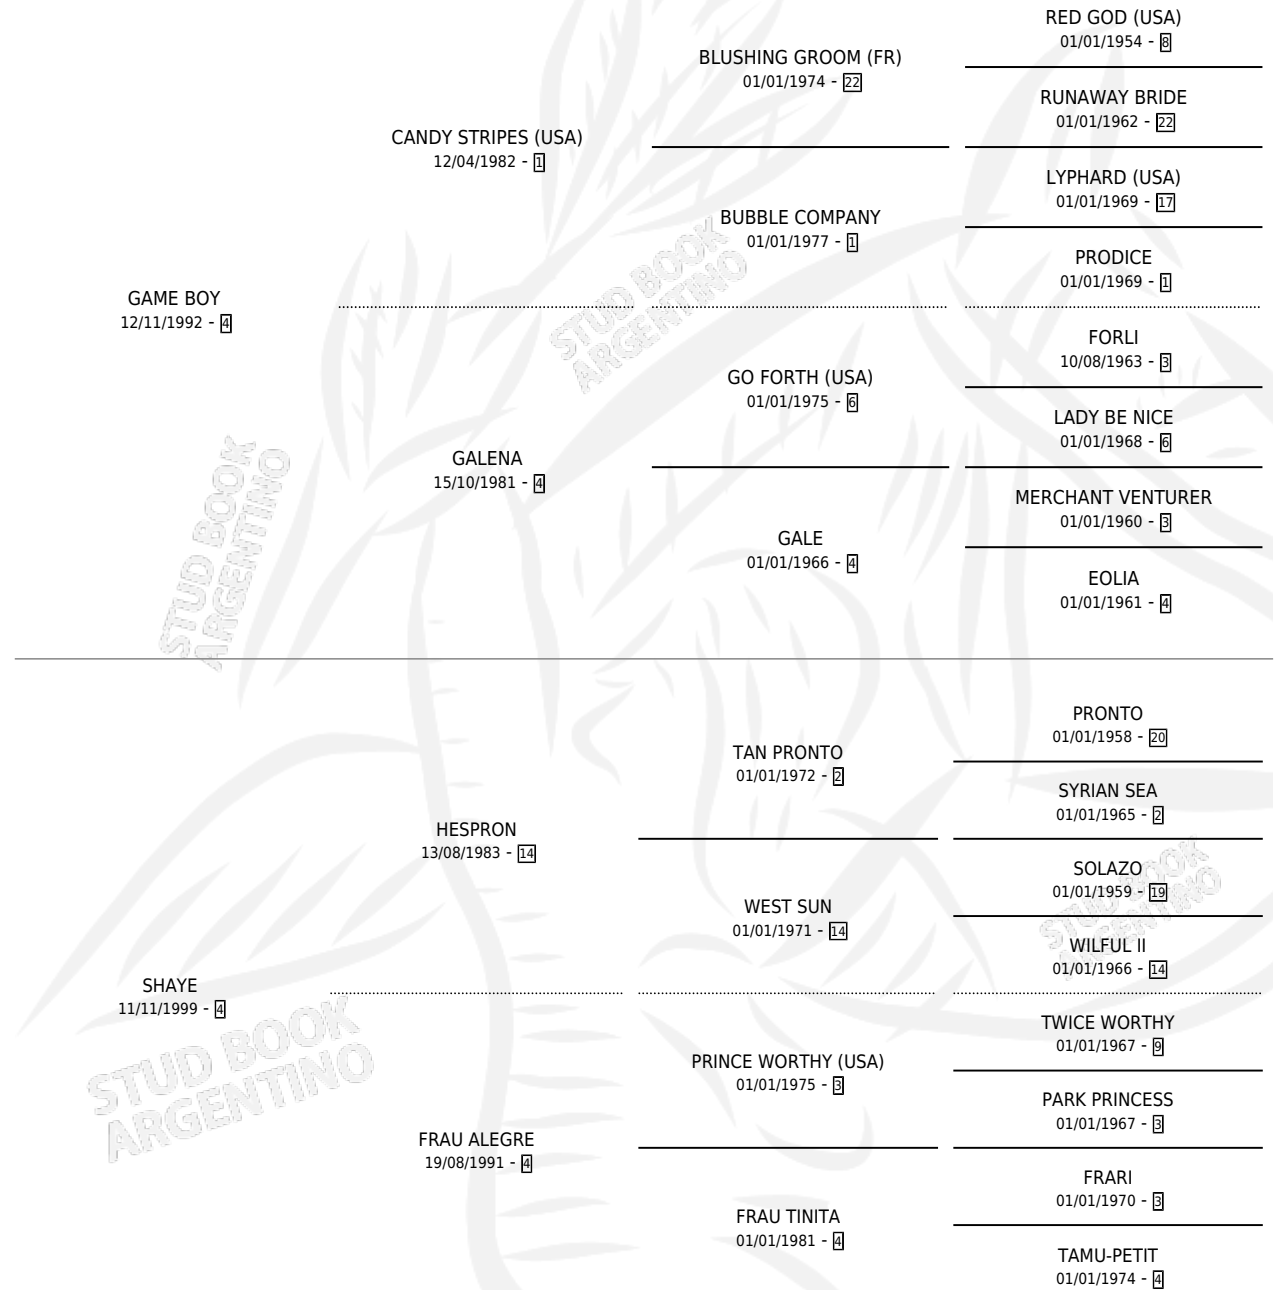 RED GOD (USA)
01/01/1954 - 8
BLUSHING GROOM (FR)
01/01/1974 - 22
RUNAWAY BRIDE
01/01/1962 - 22
CANDY STRIPES (USA)
12/04/1982 - 1
LYPHARD (USA)
01/01/1969 - 17
BUBBLE COMPANY
01/01/1977 - 1
PRODICE
01/01/1969 - 1
GAME BOY
12/11/1992 - 4
STUD BOOK
ARGENTINO
FORLI
10/08/1963 - 3
GO FORTH (USA)
01/01/1975 - 6
LADY BE NICE
01/01/1968 - 6
GALENA
15/10/1981 - 4
MERCHANT VENTURER
01/01/1960 - 3
GALE
01/01/1966 - 4
EOLIA
01/01/1961 - 4
STUD BOOK
ARGENTINO
PRONTO
01/01/1958 - 20
TAN PRONTO
01/01/1972 - 2
SYRIAN SEA
01/01/1965 - 2
HESPRON
13/08/1983 - 14
SOLAZO
01/01/1959 - 19
WEST SUN
01/01/1971 - 14
STUD BOOK
ARGENTINO
WILFUL II
01/01/1966 - 14
SHAYE
11/11/1999 - 4
STUD BOOK
ARGENTINO
TWICE WORTHY
01/01/1967 - 9
PRINCE WORTHY (USA)
01/01/1975 - 3
PARK PRINCESS
01/01/1967 - 3
FRAU ALEGRE
19/08/1991 - 4
FRARI
01/01/1970 - 3
FRAU TINITA
01/01/1981 - 4
TAMU-PETIT
01/01/1974 - 4